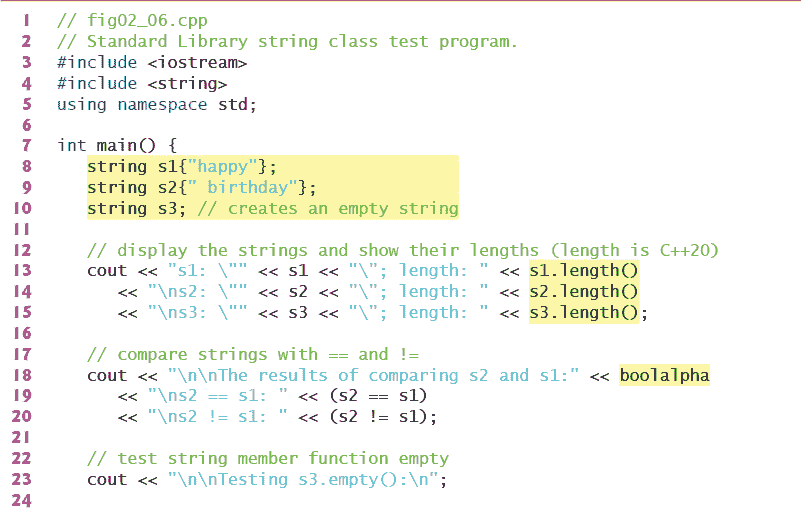 1 // fig02_06.cpp
2 // Standard Library string class test program.
3 #include <iostream>
4 #include <string>
5 using namespace std;
6
7 int main() {
8    string s1{"happy"};
9    string s2{" birthday"};
10    string s3; // creates an empty string
11
12    // display the strings and show their lengths (length is C++20)
13    cout << "s1: \"" << s1 << "\"; length: " << s1.length()
14       << "\ns2: \"" << s2 << "\"; length: " << s2.length()
15       << "\ns3: \"" << s3 << "\"; length: " << s3.length();
16
17    // compare strings with == and !=
18    cout << "\n\nThe results of comparing s2 and s1:" << boolalpha
19       << "\ns2 == s1: " << (s2 == s1)
20       << "\ns2 != s1: " << (s2 != s1);
21
22    // test string member function empty
23    cout << "\n\nTesting s3.empty():\n";
24